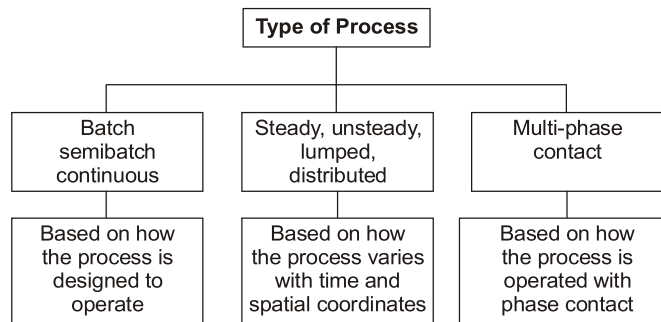 Type of Process
Batch
semibatch
continuous
Steady, unsteady,
lumped,
distributed
Multi-phase
contact
Based on how
the process is
designed to
operate
Based on how
the process varies
with time and
spatial coordinates
Based on how
the process is
operated with
phase contact